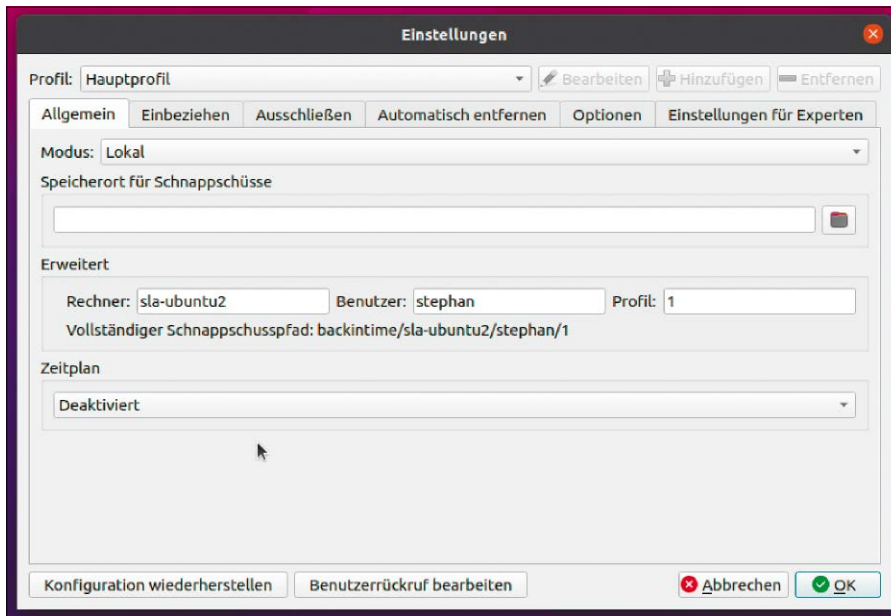 Einstellungen
Profil: Hauptprofil Bearbeiten Hinzufügen Entfernen
Allgemein Einbeziehen Ausschließen Automatisch entfernen Optionen Einstellungen für Experten
Modus: Lokal
Speicherort für Schnappschüsse
Erweitert
Rechner: sla-ubuntu2 Benutzer: stephan Profil: 1
Vollständiger Schnappschusspfad: backintime/sla-ubuntu2/stephan/1
Zeitplan
Deaktiviert
Konfiguration wiederherstellen Benutzerrückruf bearbeiten Abbrechen OK